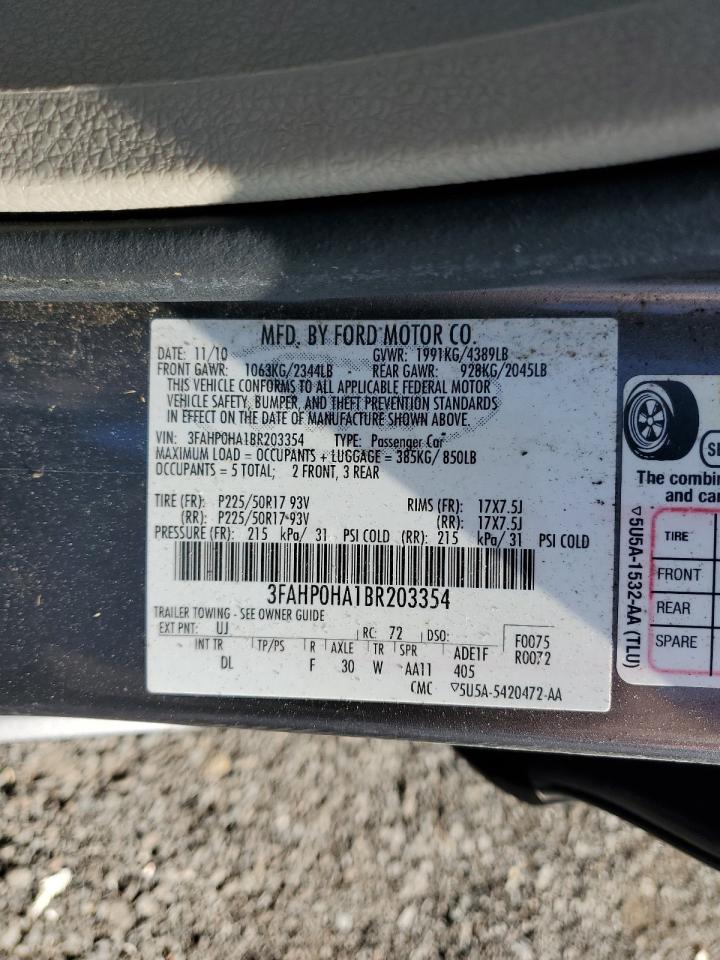 MFD. BY FORD MOTOR CO.
DATE: 11/10 GVWR: 1991KG/4389LB
FRONT GAWR: 1063KG/2344LB REAR GAWR: 928KG/2045LB
THIS VEHICLE CONFORMS TO ALL APPLICABLE FEDERAL MOTOR
VEHICLE SAFETY, BUMPER, AND THEFT PREVENTION STANDARDS
IN EFFECT ON THE DATE OF MANUFACTURE SHOWN ABOVE.
VIN: 3FAHP0HA1BR203354 TYPE: Passenger Car
MAXIMUM LOAD = OCCUPANTS + LUGGAGE = 385KG/ 850LB
OCCUPANTS = 5 TOTAL; 2 FRONT, 3 REAR
TIRE (FR): P225/50R17 93V RIMS (FR): 17X7.5J
(RR): P225/50R17 93V (RR): 17X7.5J
PRESSURE (FR): 215 kPa/ 31 PSI COLD (RR): 215 kPa/ 31 PSI COLD
3FAHP0HA1BR203354
TRAILER TOWING - SEE OWNER GUIDE
EXT PNT: UJ RC: 72 DSO: F0075
INT TR TP/PS R AXLE TR SPR ADE1F R0072
DL F 30 W AA11 405
CMC ▽5U5A-5420472-AA
The combin
and car
TIRE
FRONT
REAR
SPARE
▽5U5A-1532-AA (TLU)